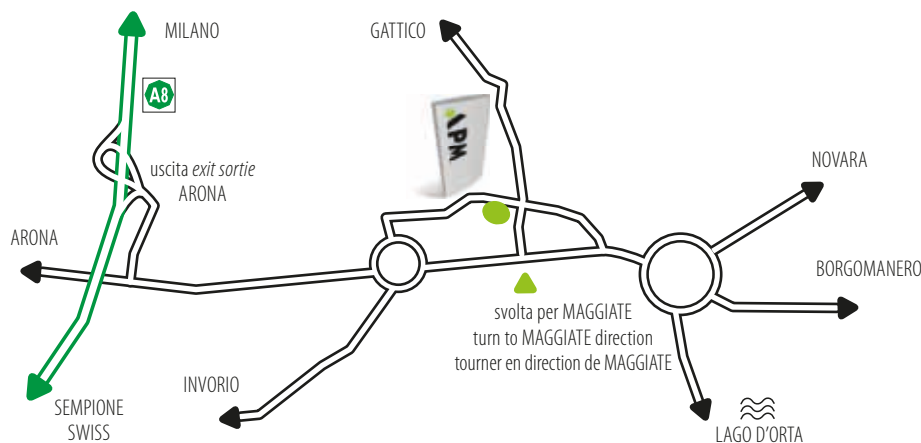 MILANO
GATTICO
A8
APM
uscita exit sortie
ARONA
NOVARA
ARONA
BORGOMANERO
svolta per MAGGIATE
turn to MAGGIATE direction
tourner en direction de MAGGIATE
INVORIO
SEMPIONE
SWISS
LAGO D'ORTA